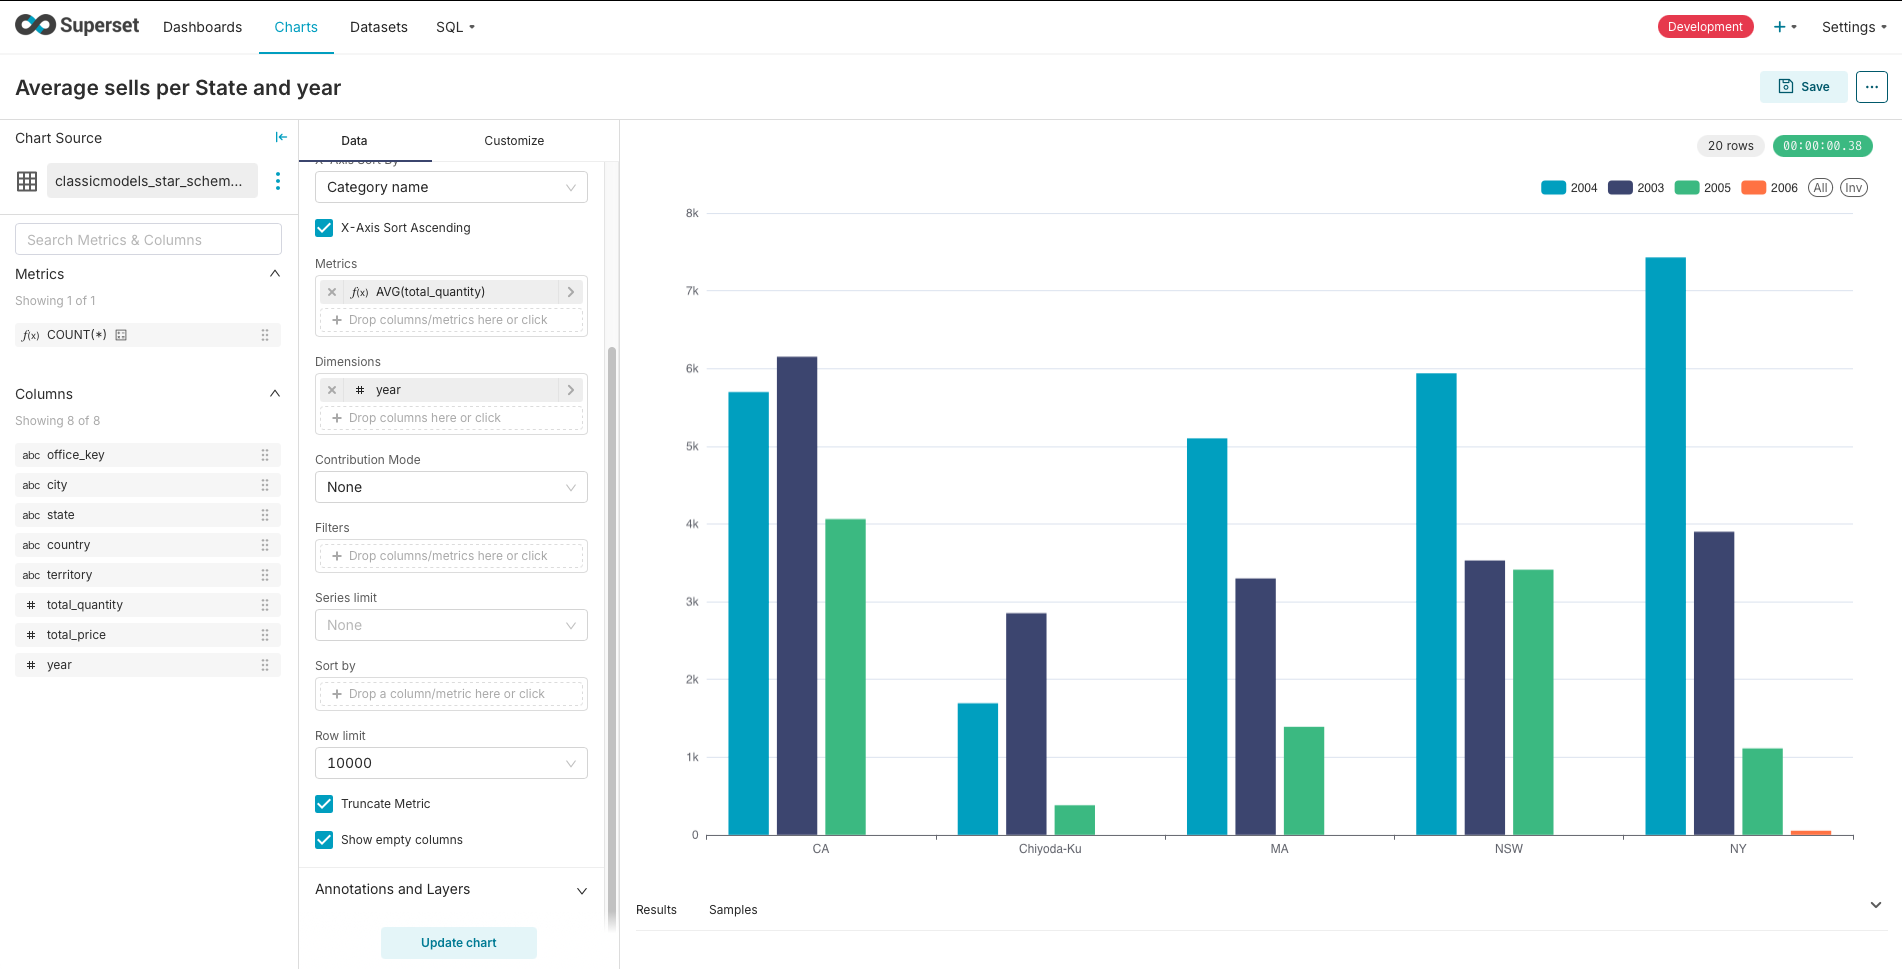 Superset Dashboards Charts Datasets SQL Development Settings
Average sells per State and year
Save
Chart Source
classicmodels_star_schem...
Search Metrics & Columns
Metrics
Showing 1 of 1
f(x) COUNT(*)
Columns
Showing 8 of 8
abc office_key
abc city
abc state
abc country
abc territory
# total_quantity
# total_price
# year
Data Customize
X-Axis Sort By
Category name
X-Axis Sort Ascending
Metrics
f(x) AVG(total_quantity)
+ Drop columns/metrics here or click
Dimensions
# year
+ Drop columns here or click
Contribution Mode
None
Filters
+ Drop columns/metrics here or click
Series limit
None
Sort by
+ Drop a column/metric here or click
Row limit
10000
Truncate Metric
Show empty columns
Annotations and Layers
Update chart
20 rows 00:00:00.38
2004 2003 2005 2006 All Inv
8k
7k
6k
5k
4k
3k
2k
1k
0
CA Chiyoda-Ku MA NSW NY
Results Samples